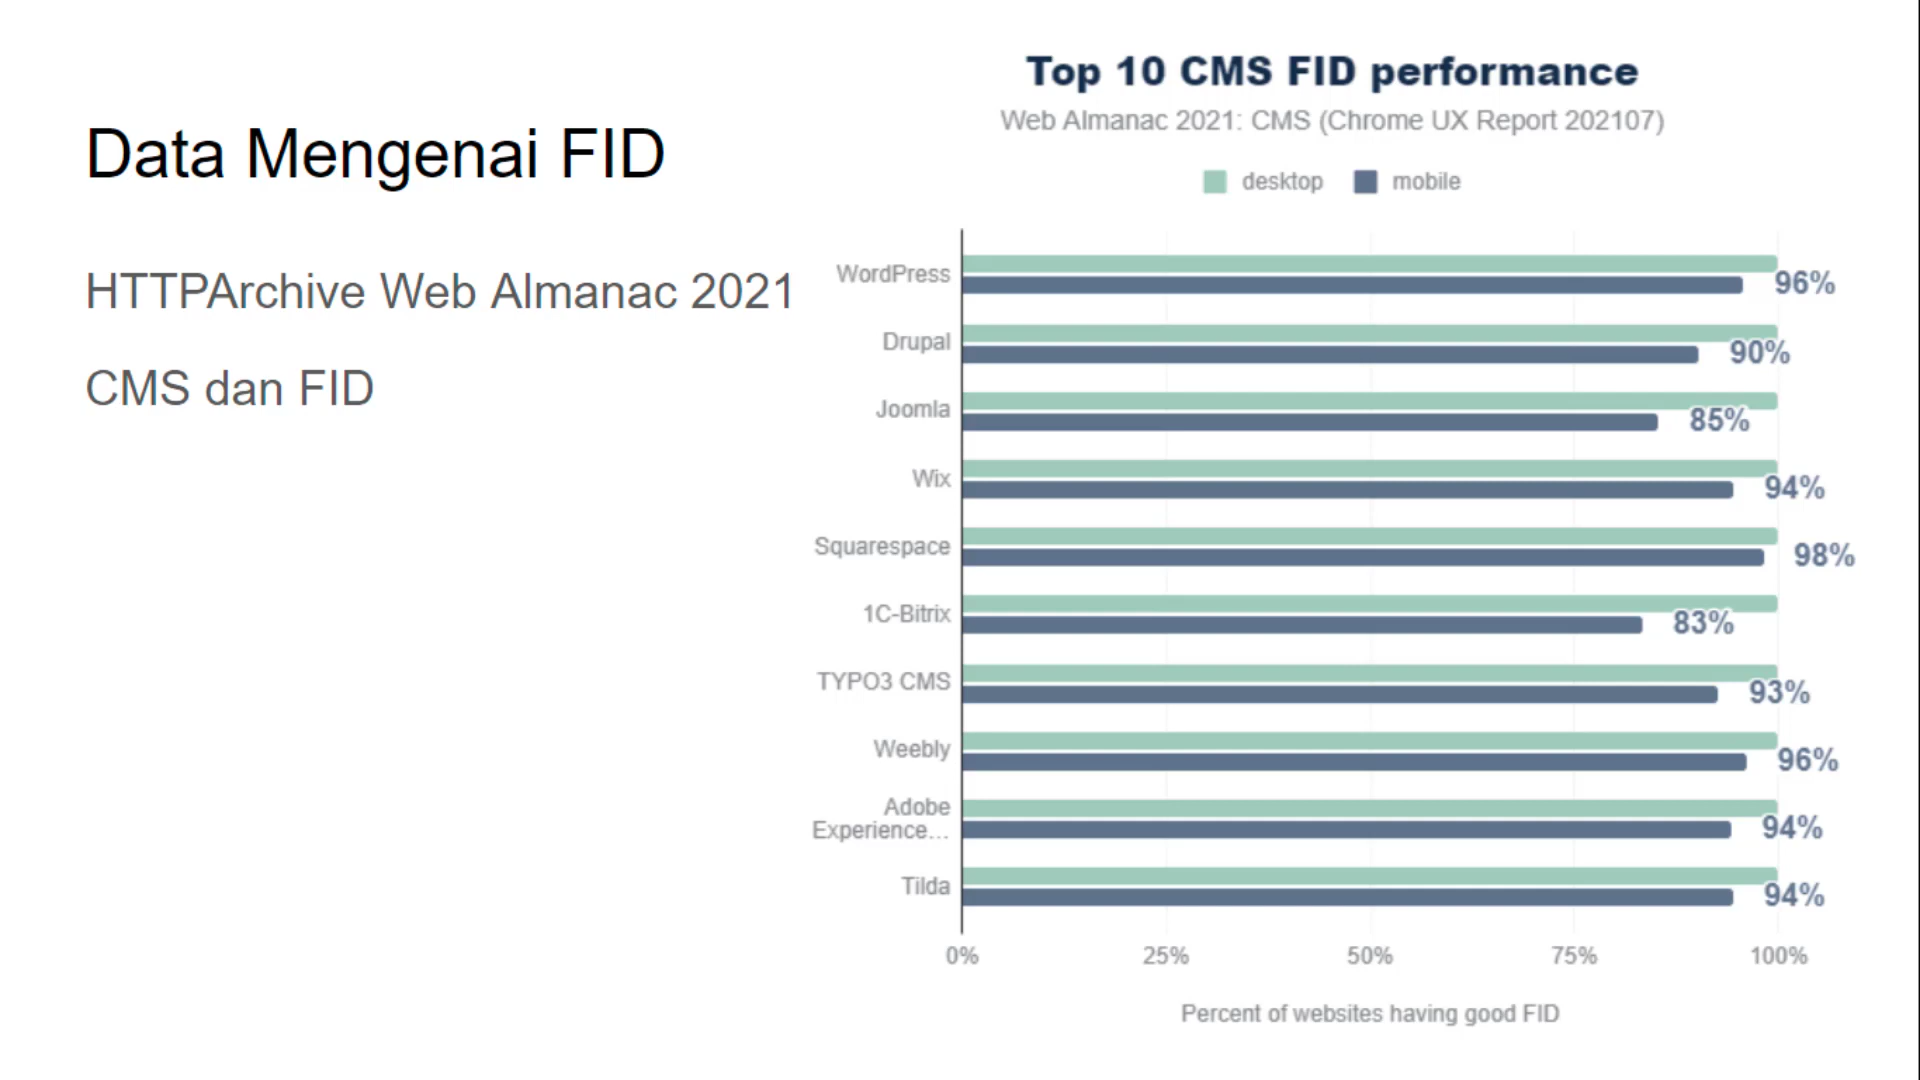 Data Mengenai FID
HTTPArchive Web Almanac 2021
CMS dan FID
Top 10 CMS FID performance
Web Almanac 2021: CMS (Chrome UX Report 202107)
desktop
mobile
WordPress
96%
Drupal
90%
Joomla
85%
Wix
94%
Squarespace
98%
1C-Bitrix
83%
TYPO3 CMS
93%
Weebly
96%
Adobe
Experience...
94%
Tilda
94%
0% 25% 50% 75% 100%
Percent of websites having good FID